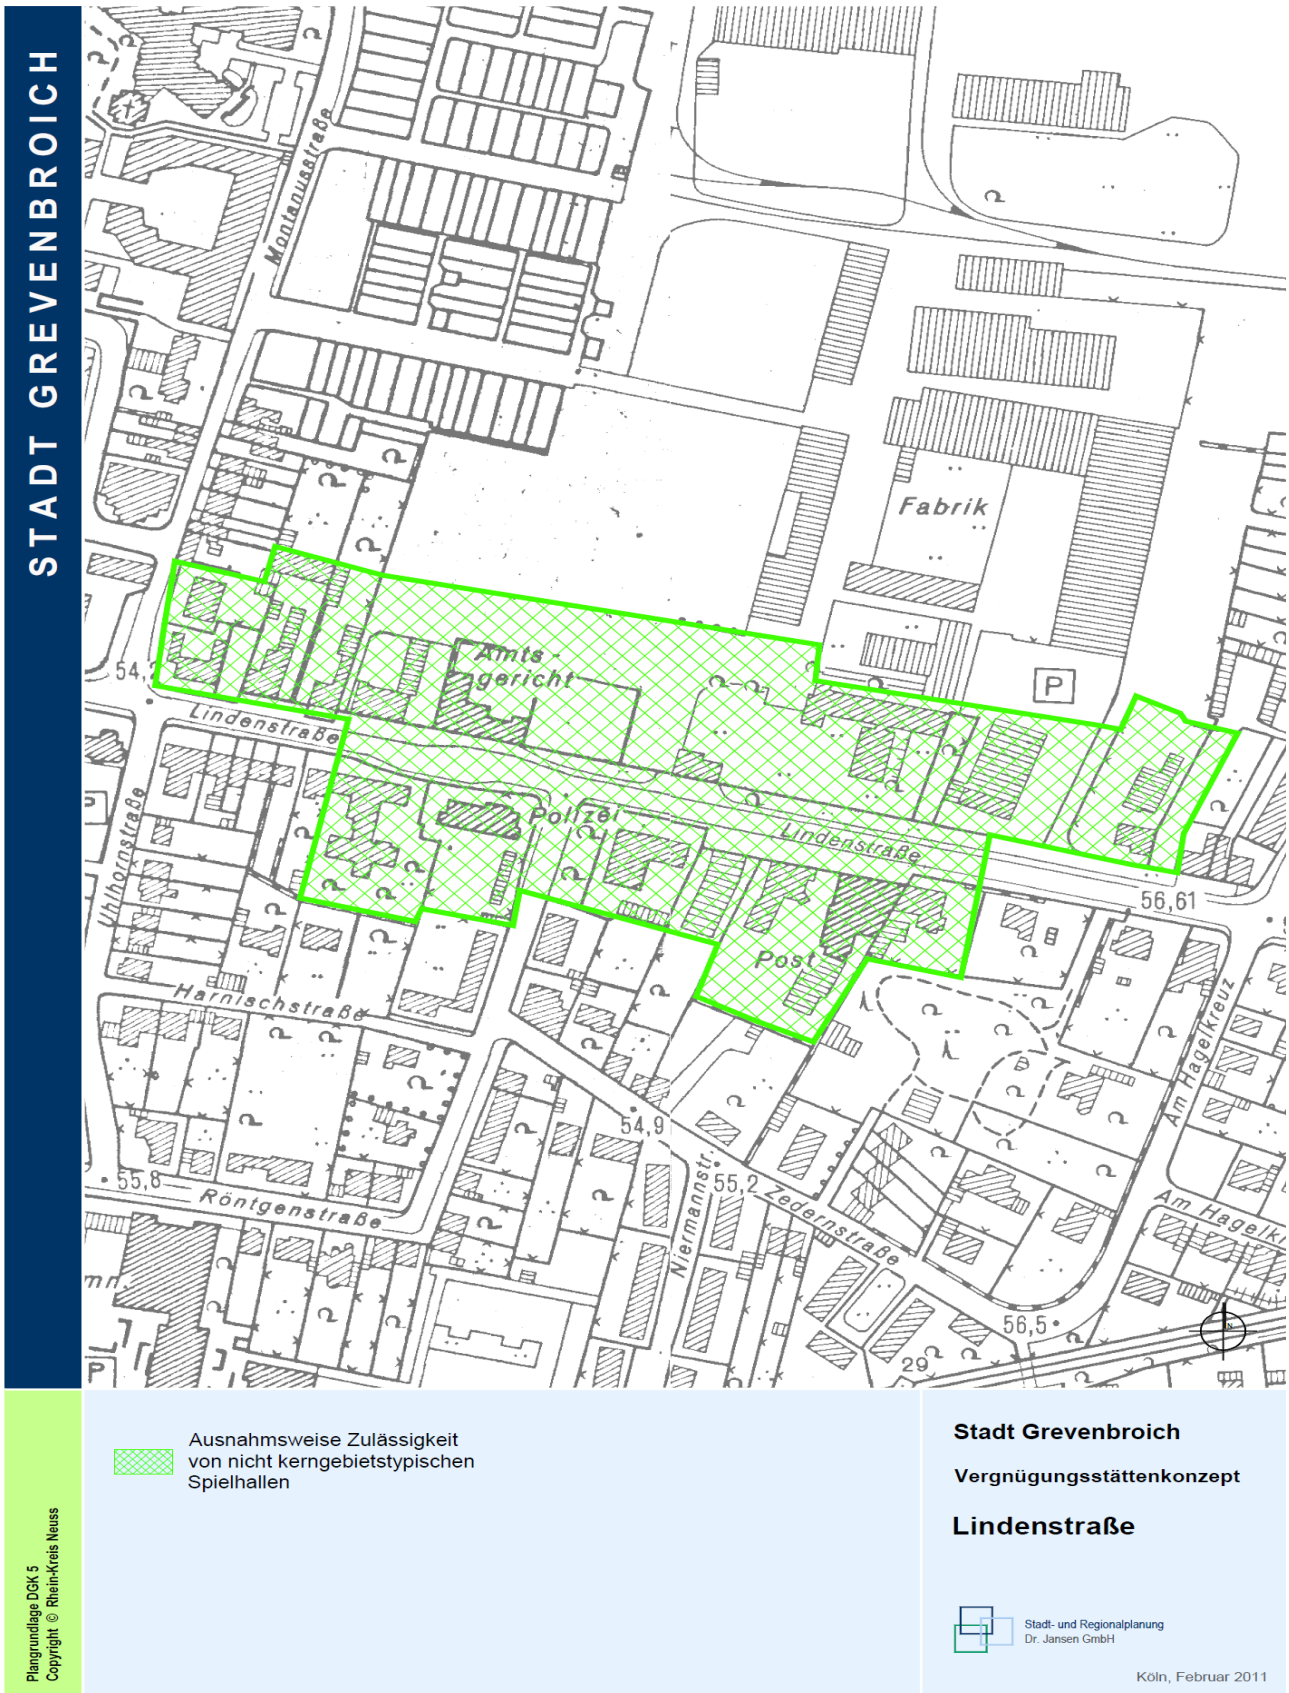 STADT GREVENBROICH
Montanusstraße
Fabrik
Amts-
gericht
P
54,
Lindenstraße
Polizei
Lindenstraße
P
Uhlhornstraße
56,61
Post
Harnischstraße
Am Hagelkreuz
54,9
55,8
Röntgenstraße
Niermannstr.
55,2
Zedernstraße
Am Hagelkr
56,5
29
P
N
Ausnahmsweise Zulässigkeit
von nicht kerngebietstypischen
Spielhallen
Plangrundlage DGK 5
Copyright © Rhein-Kreis Neuss
Stadt Grevenbroich
Vergnügungsstättenkonzept
Lindenstraße
Stadt- und Regionalplanung
Dr. Jansen GmbH
Köln, Februar 2011